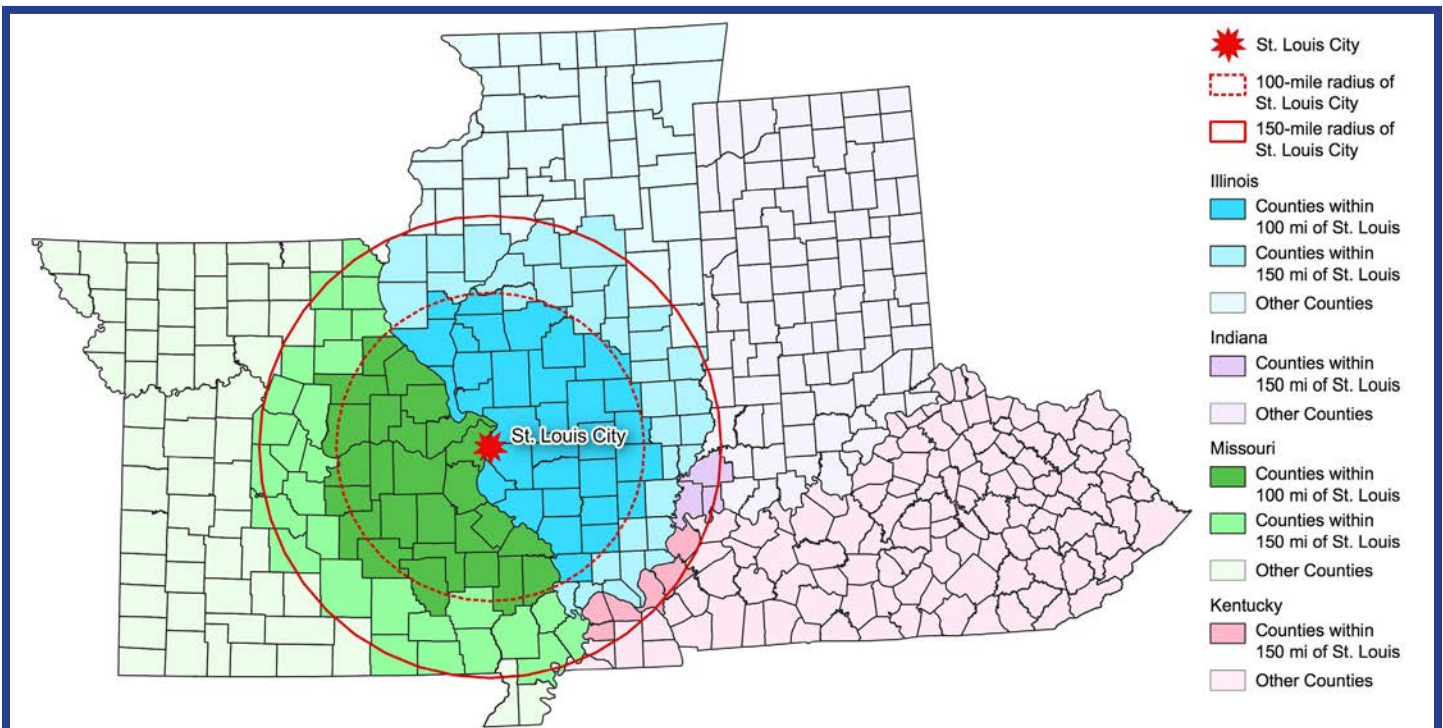 St. Louis City
St. Louis City
100-mile radius of
St. Louis City
150-mile radius of
St. Louis City
Illinois
Counties within
100 mi of St. Louis
Counties within
150 mi of St. Louis
Other Counties
Indiana
Counties within
150 mi of St. Louis
Other Counties
Missouri
Counties within
100 mi of St. Louis
Counties within
150 mi of St. Louis
Other Counties
Kentucky
Counties within
150 mi of St. Louis
Other Counties